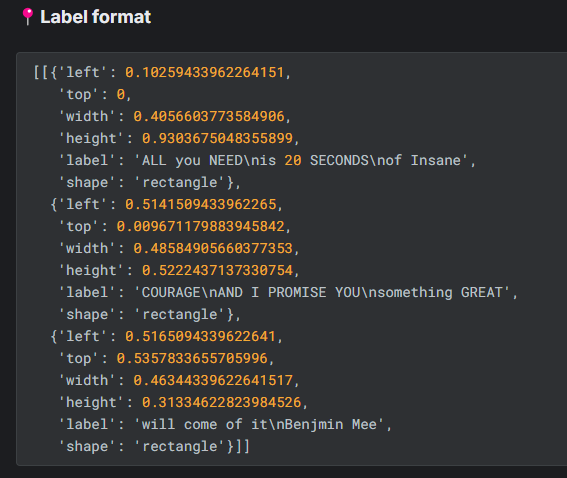 📍 Label format
[[{'left': 0.10259433962264151,
'top': 0,
'width': 0.4056603773584906,
'height': 0.9303675048355899,
'label': 'ALL you NEED\nis 20 SECONDS\nof Insane',
'shape': 'rectangle'},
{'left': 0.5141509433962265,
'top': 0.009671179883945842,
'width': 0.48584905660377353,
'height': 0.5222437137330754,
'label': 'COURAGE\nAND I PROMISE YOU\nsomething GREAT',
'shape': 'rectangle'},
{'left': 0.5165094339622641,
'top': 0.5357833655705996,
'width': 0.46344339622641517,
'height': 0.31334622823984526,
'label': 'will come of it\nBenjmin Mee',
'shape': 'rectangle'}]]